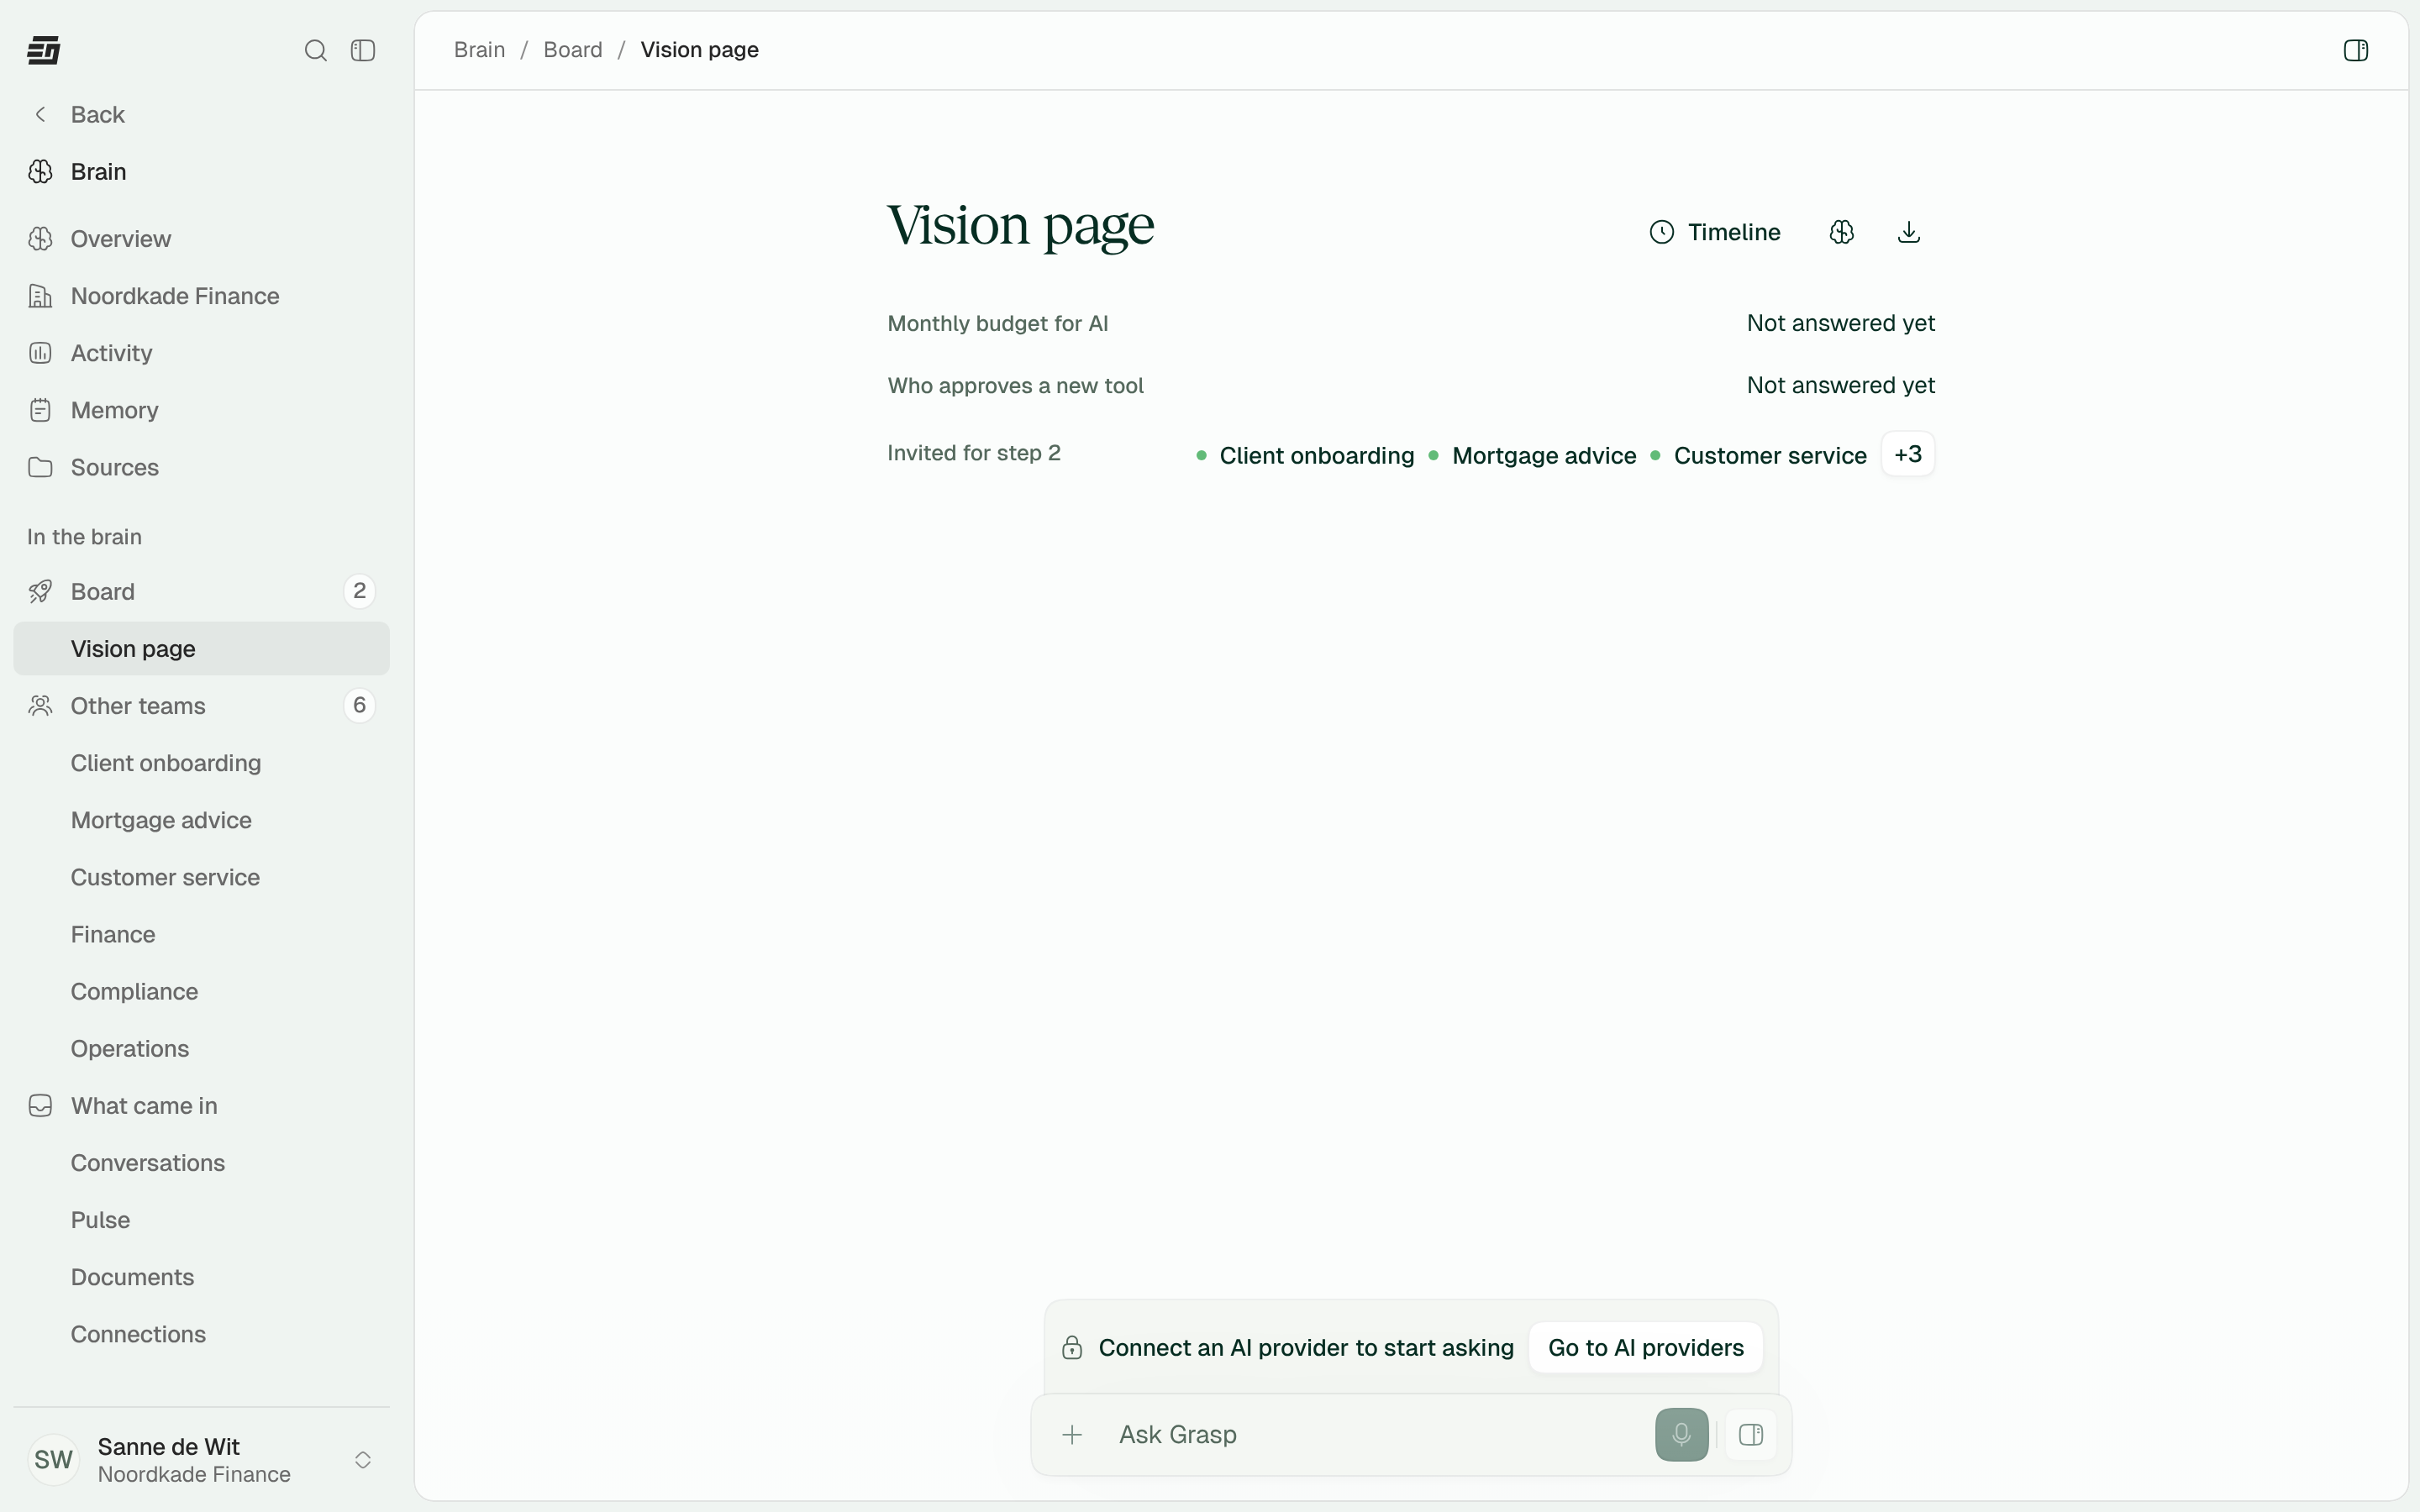 Back
Brain
Overview
Noordkade Finance
Activity
Memory
Sources
In the brain
Board 2
Vision page
Other teams 6
Client onboarding
Mortgage advice
Customer service
Finance
Compliance
Operations
What came in
Conversations
Pulse
Documents
Connections
SW
Sanne de Wit
Noordkade Finance
Brain / Board / Vision page
Vision page
Timeline
Monthly budget for AI Not answered yet
Who approves a new tool Not answered yet
Invited for step 2 Client onboarding Mortgage advice Customer service +3
Connect an AI provider to start asking Go to AI providers
Ask Grasp